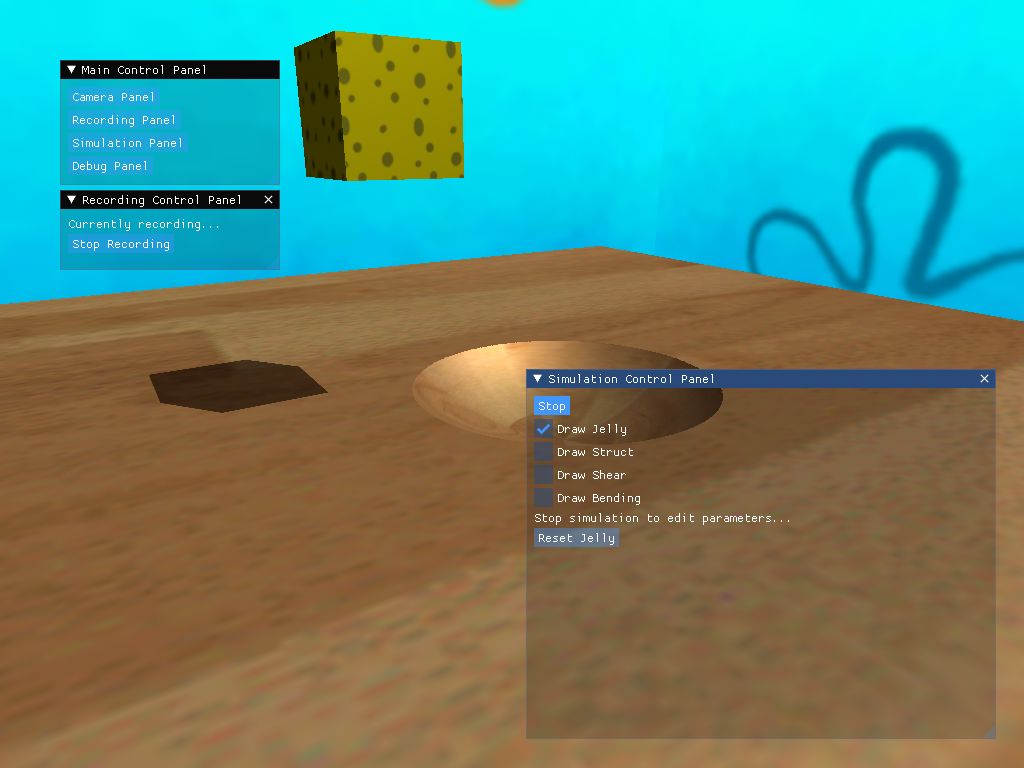 Main Control Panel
Camera Panel
Recording Panel
Simulation Panel
Debug Panel
Recording Control Panel
Currently recording...
Stop Recording
Simulation Control Panel
Stop
Draw Jelly
Draw Struct
Draw Shear
Draw Bending
Stop simulation to edit parameters...
Reset Jelly